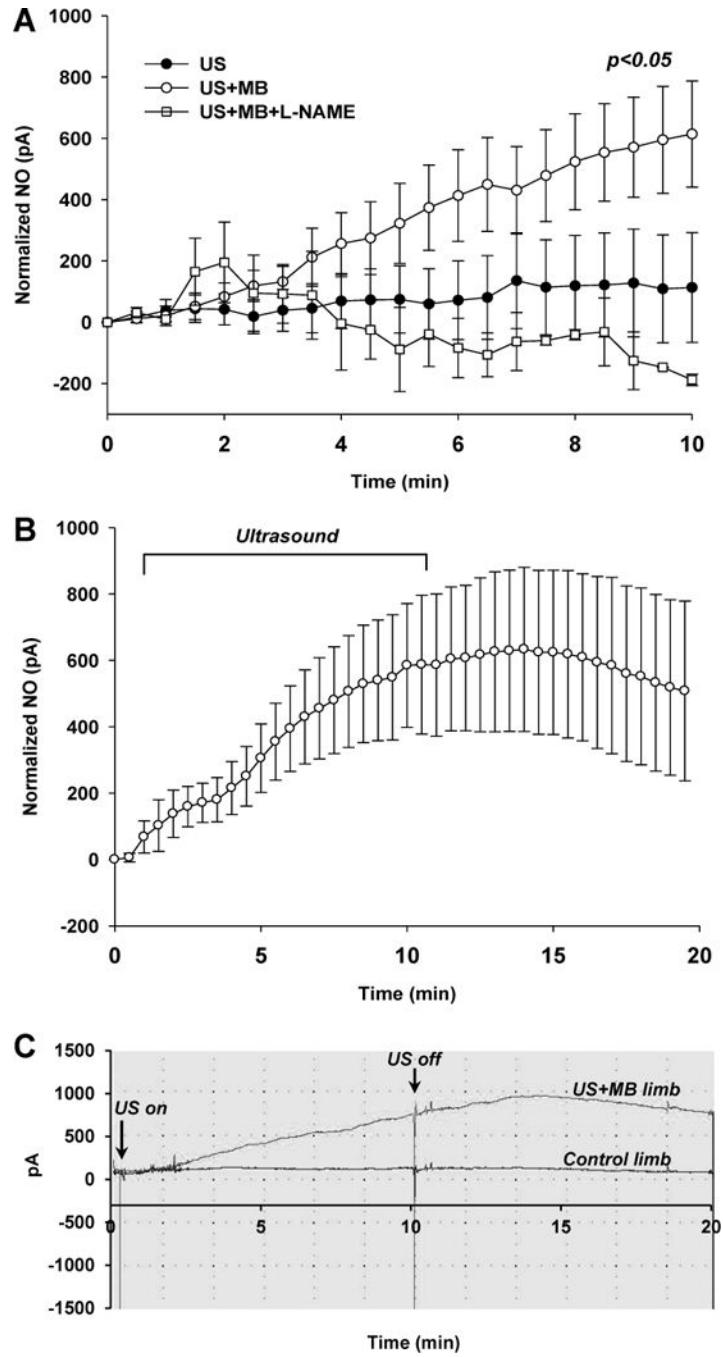 A
1000
800
600
400
200
0
-200
Normalized NO (pA)
US
US+MB
US+MB+L-NAME
p<0.05
0 2 4 6 8 10
Time (min)
B
1000
800
600
400
200
0
-200
Normalized NO (pA)
Ultrasound
0 5 10 15 20
Time (min)
C
1500
1000
500
0
-500
-1000
-1500
pA
US on
US off
US+MB limb
Control limb
0 5 10 15 20
Time (min)